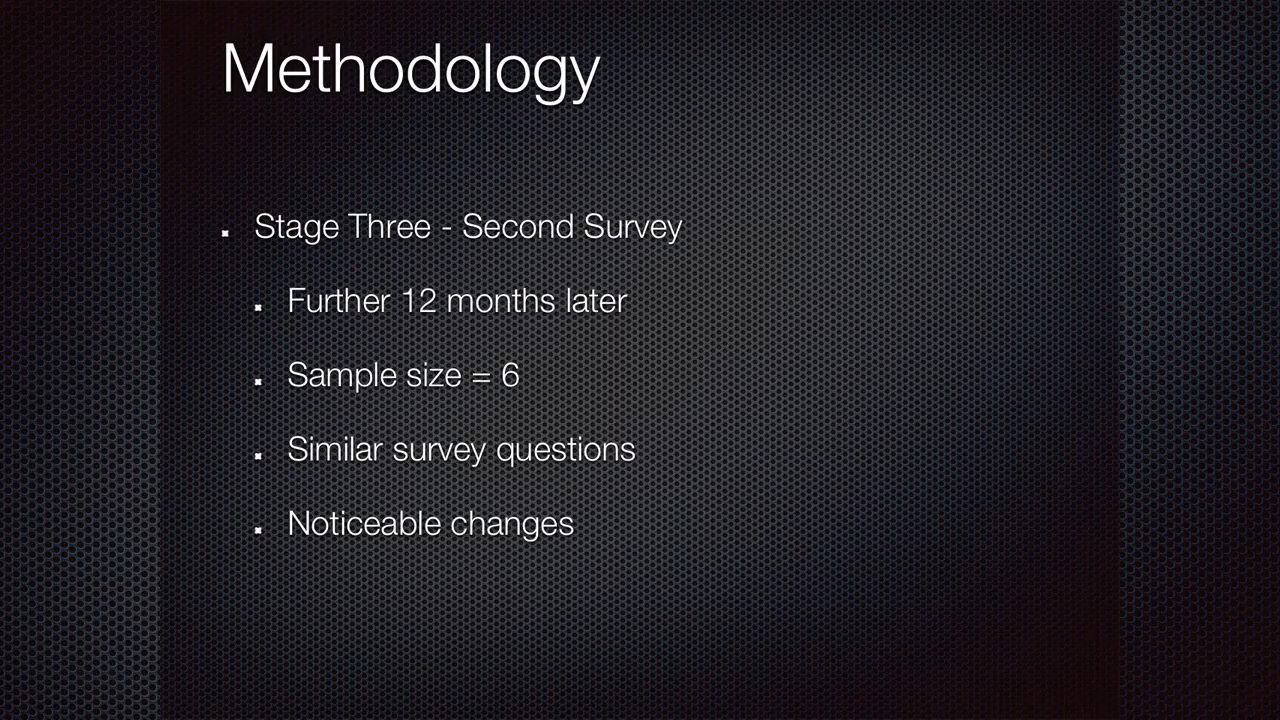 Methodology
Stage Three - Second Survey
Further 12 months later
Sample size = 6
Similar survey questions
Noticeable changes